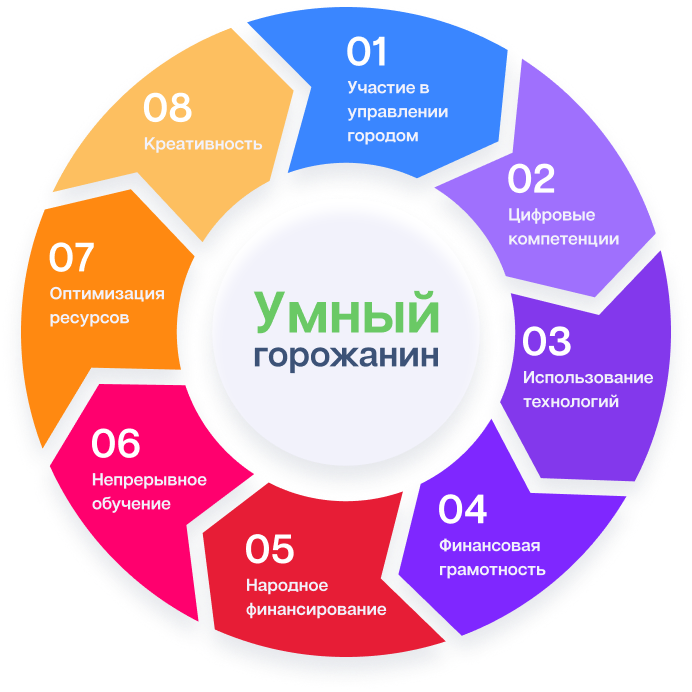 01
Участие в
управлении
городом
02
Цифровые
компетенции
03
Использование
технологий
04
Финансовая
грамотность
05
Народное
финансирование
06
Непрерывное
обучение
07
Оптимизация
ресурсов
08
Креативность
Умный
горожанин